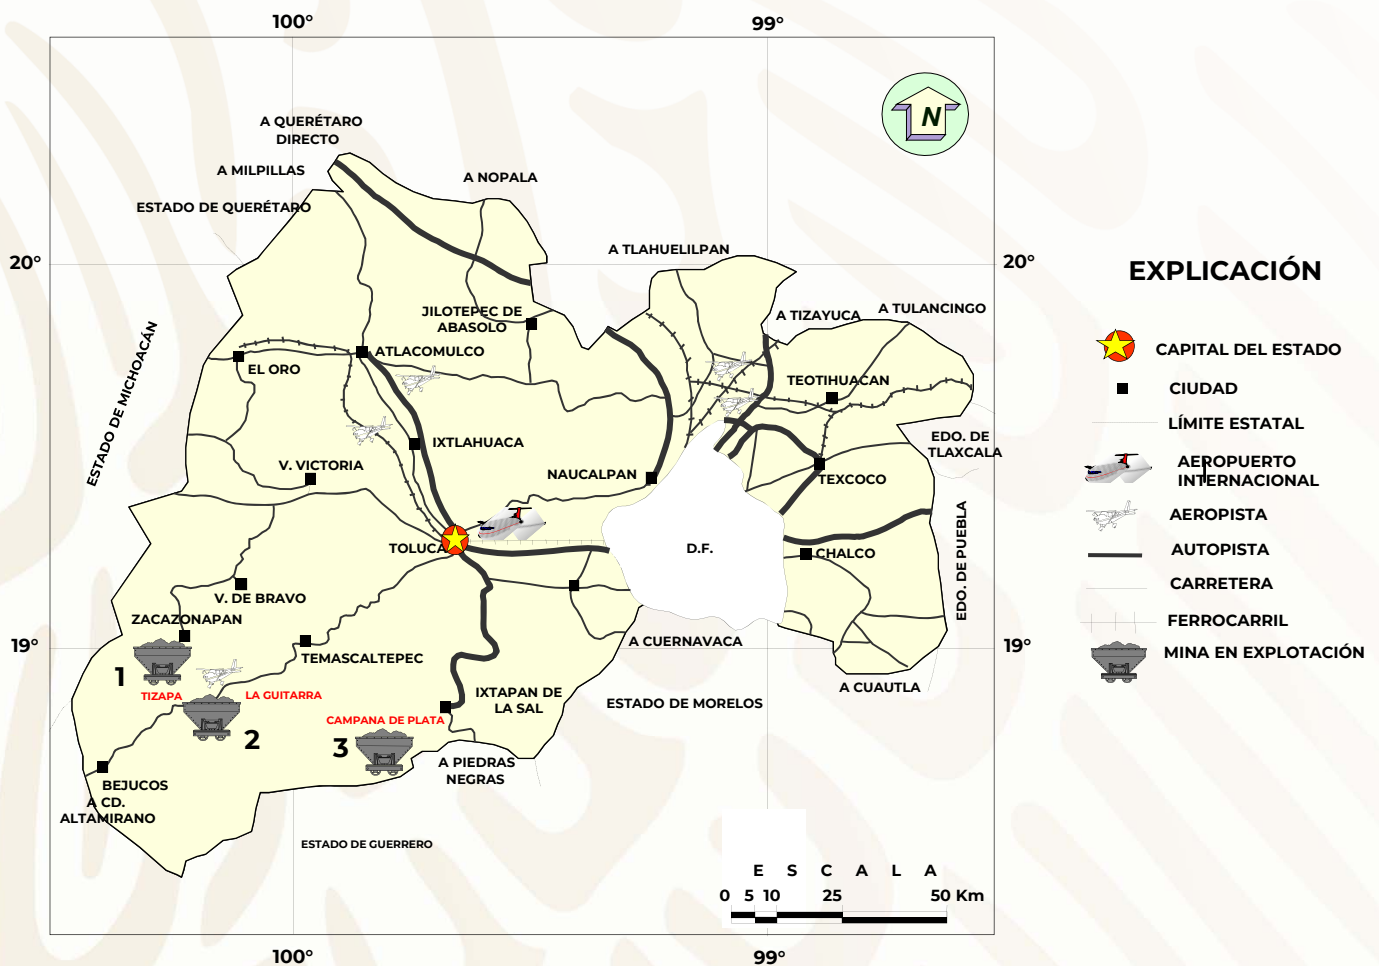 100°
99°
A QUERÉTARO
DIRECTO
A MILPILLAS
A NOPALA
ESTADO DE QUERÉTARO
N
A TLAHUELILPAN
20°
20°
EXPLICACIÓN
A TIZAYUCA
A TULANCINGO
JILOTEPEC DE
ABASOLO
ATLACOMULCO
EL ORO
TEOTIHUACAN
ESTADO DE MICHOACÁN
IXTLAHUACA
EDO. DE
TLAXCALA
V. VICTORIA
NAUCALPAN
TEXCOCO
TOLUCA
D.F.
CHALCO
EDO. DE PUEBLA
V. DE BRAVO
ZACAZONAPAN
19°
19°
A CUERNAVACA
TEMASCALTEPEC
1
TIZAPA
LA GUITARRA
IXTAPAN DE
LA SAL
A CUAUTLA
ESTADO DE MORELOS
CAMPANA DE PLATA
2
3
A PIEDRAS
NEGRAS
BEJUCOS
A CD.
ALTAMIRANO
ESTADO DE GUERRERO
CAPITAL DEL ESTADO
CIUDAD
LÍMITE ESTATAL
AEROPUERTO
INTERNACIONAL
AEROPISTA
AUTOPISTA
CARRETERA
FERROCARRIL
MINA EN EXPLOTACIÓN
E S C A L A
0 5 10 25 50 Km
100°
99°